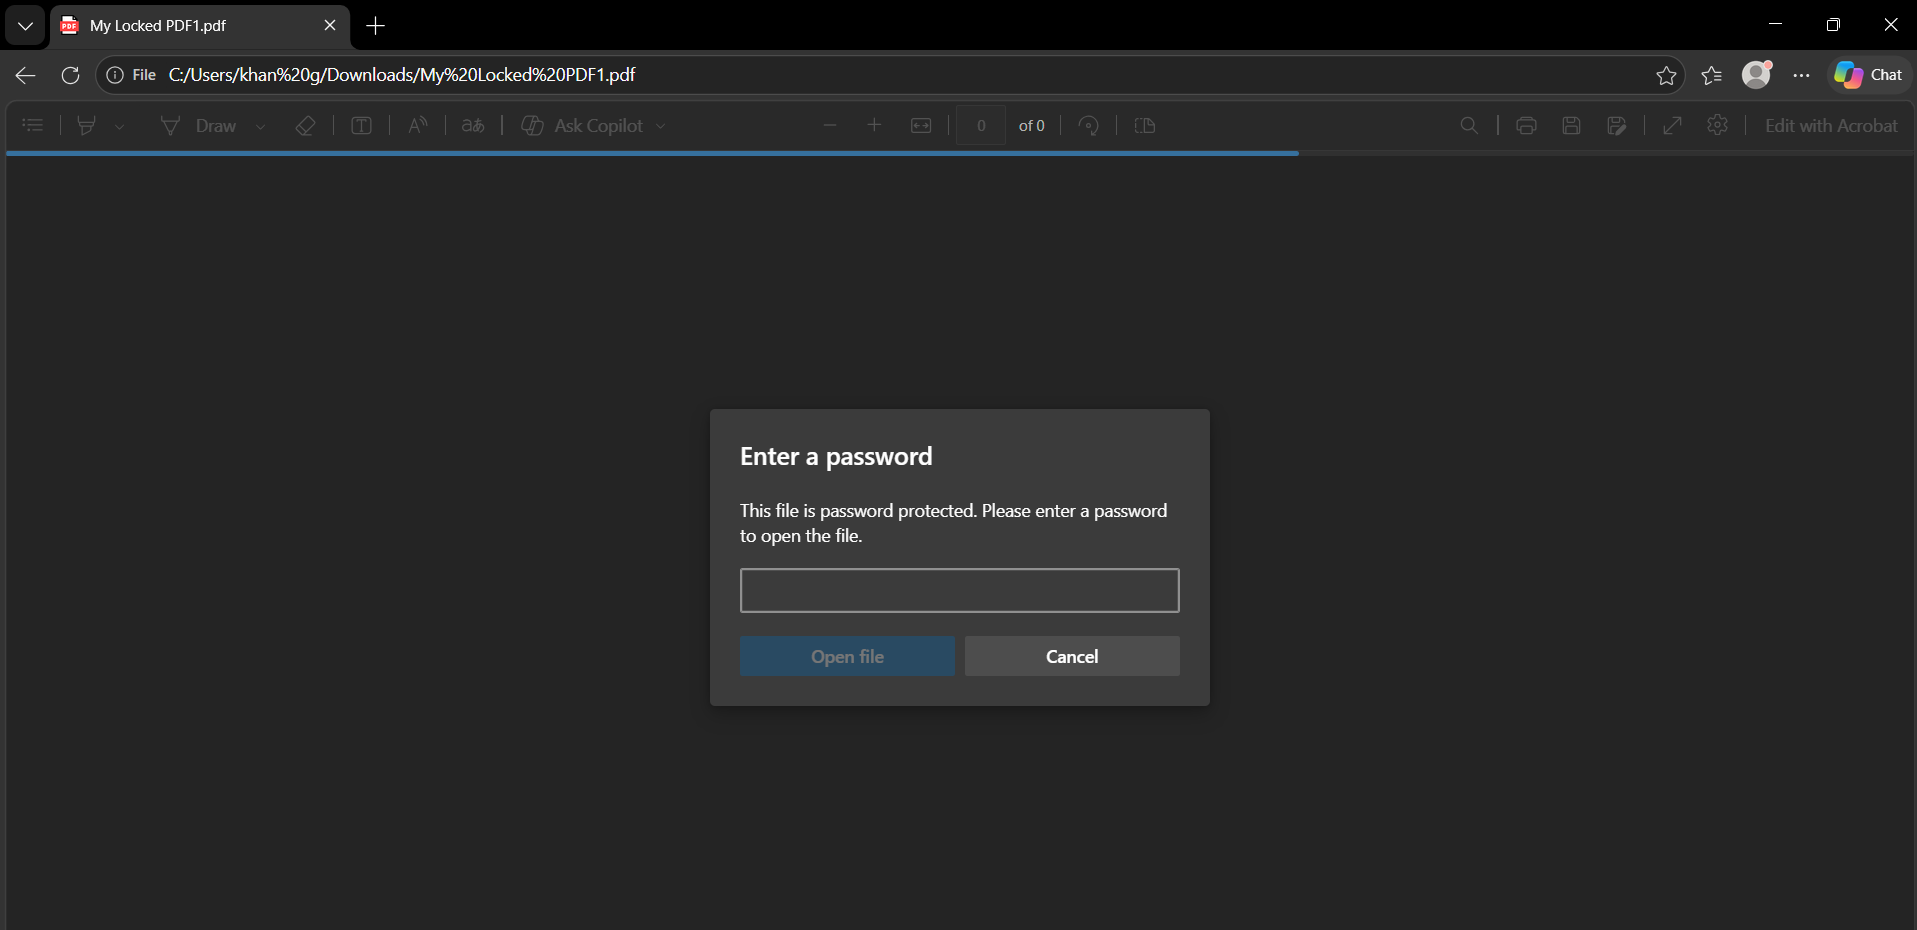 My Locked PDF1.pdf
File C:/Users/khan%20g/Downloads/My%20Locked%20PDF1.pdf
Chat
Draw
aあ
Ask Copilot
0 of 0
Edit with Acrobat
Enter a password
This file is password protected. Please enter a password
to open the file.
Open file
Cancel